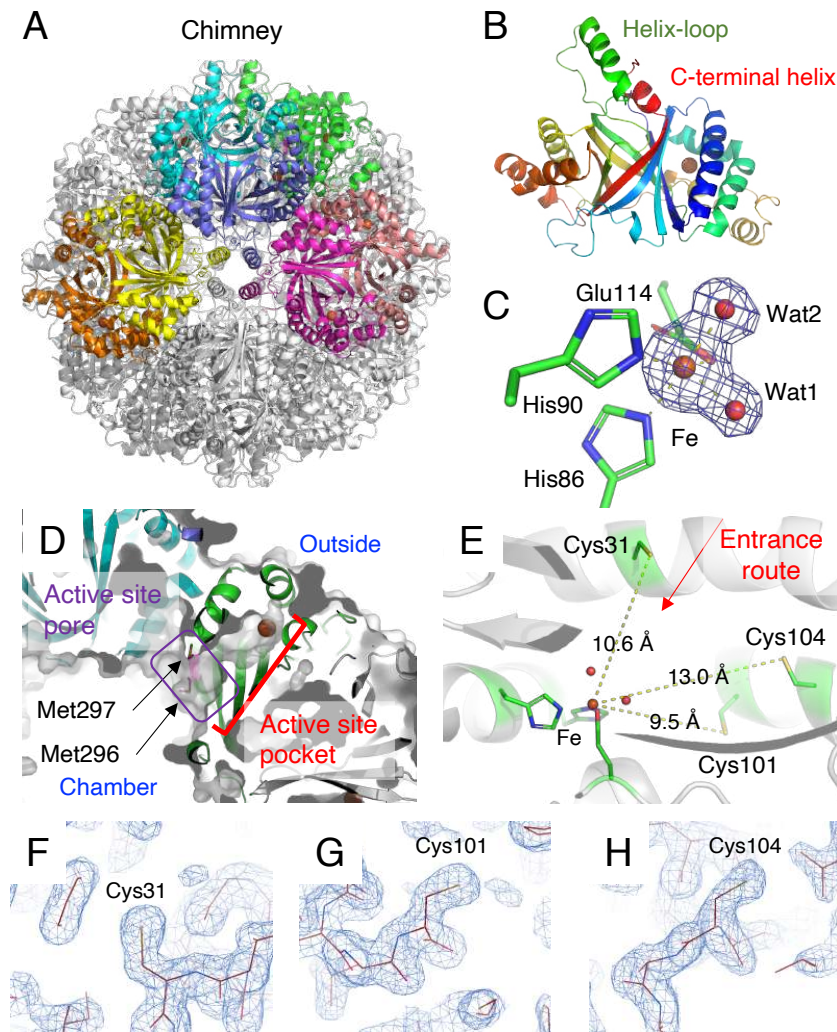 A
Chimney
B
Helix-loop
C-terminal helix
N
C
Glu114
Wat2
Wat1
His90
Fe
His86
D
Outside
Active site
pore
Met297
Met296
Active site
pocket
Chamber
E
Cys31
Entrance
route
10.6 Å
Cys104
13.0 Å
9.5 Å
Fe
Cys101
F
Cys31
G
Cys101
H
Cys104